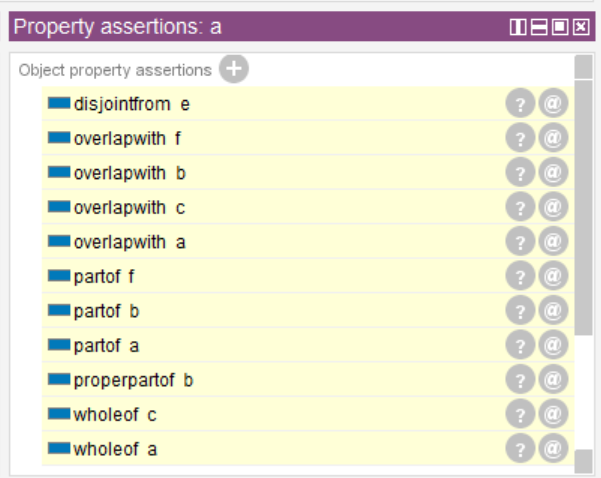 Property assertions: a
Object property assertions
disjointfrom e
overlapwith f
overlapwith b
overlapwith c
overlapwith a
partof f
partof b
partof a
properpartof b
wholeof c
wholeof a